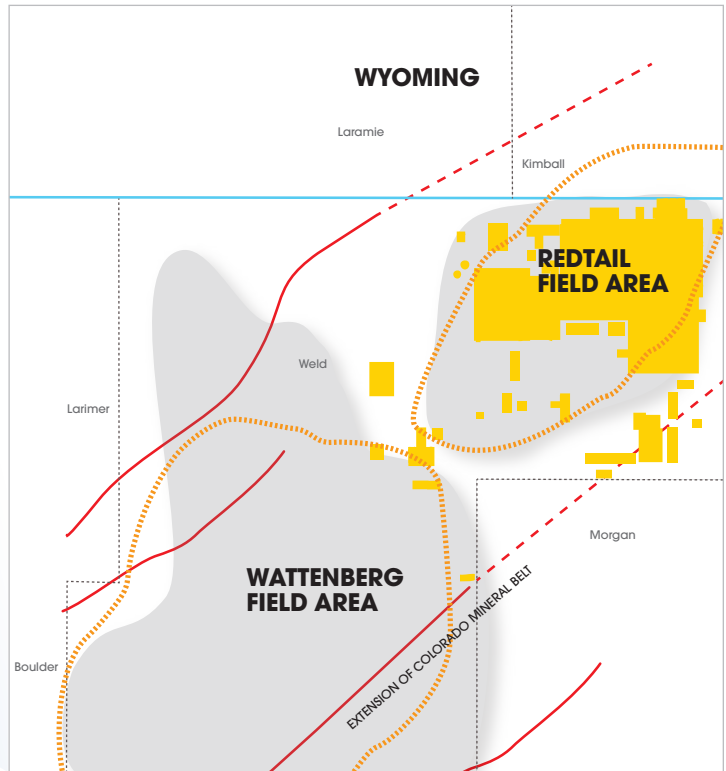 WYOMING
Laramie
Kimball
REDTAIL
FIELD AREA
Weld
Larimer
Morgan
WATTENBERG
FIELD AREA
EXTENSION OF COLORADO MINERAL BELT
Boulder